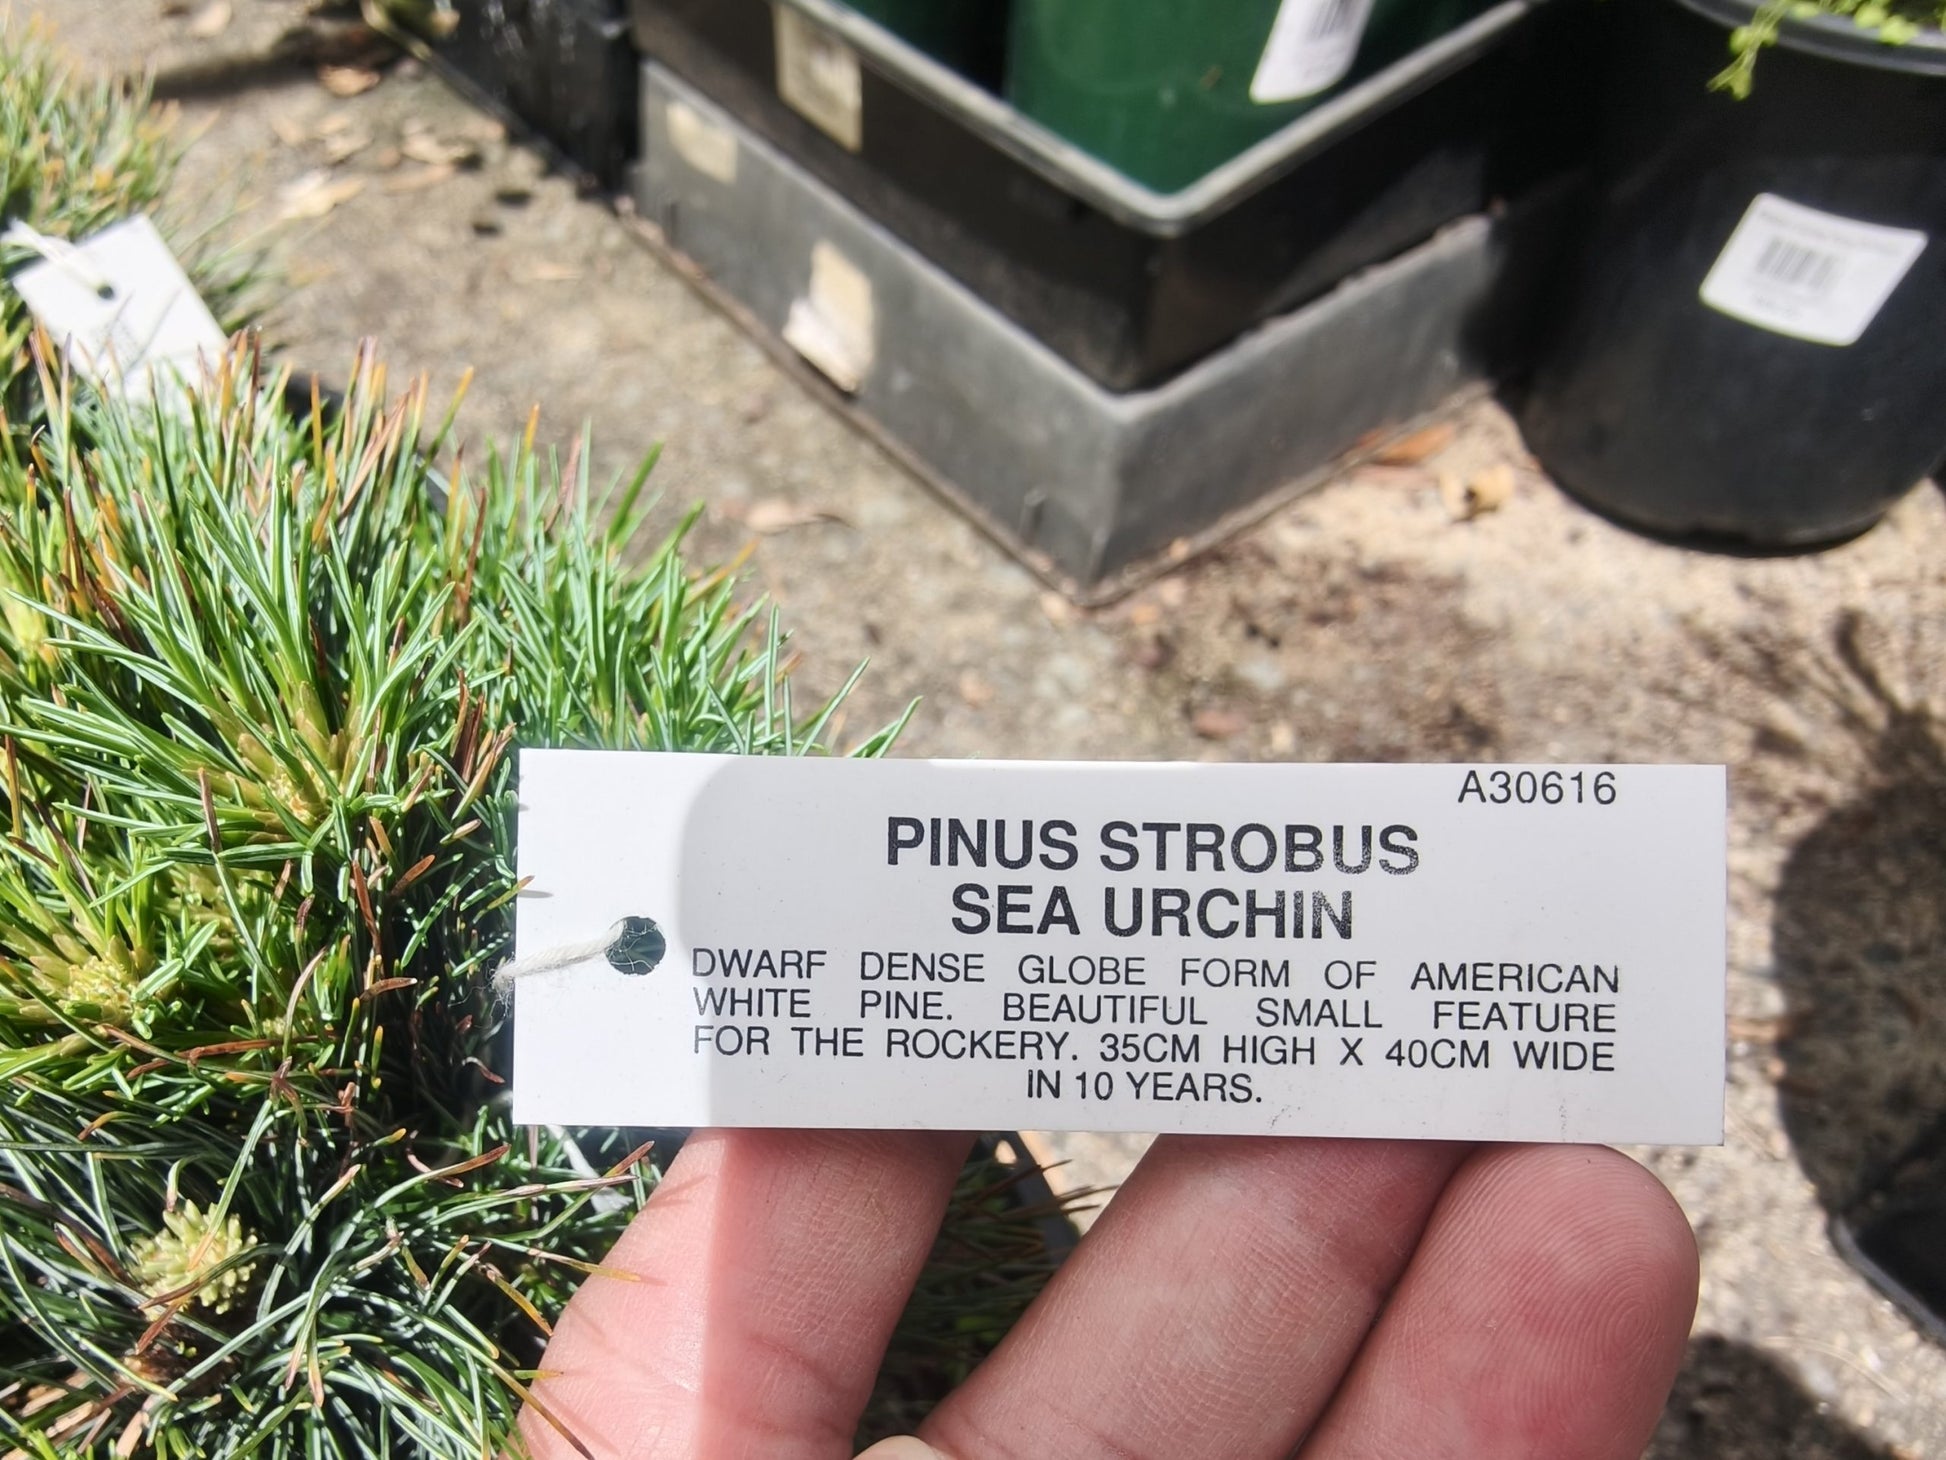 A30616
PINUS STROBUS
SEA URCHIN
DWARF DENSE GLOBE FORM OF AMERICAN
WHITE PINE. BEAUTIFUL SMALL FEATURE
FOR THE ROCKERY. 35CM HIGH X 40CM WIDE
IN 10 YEARS.